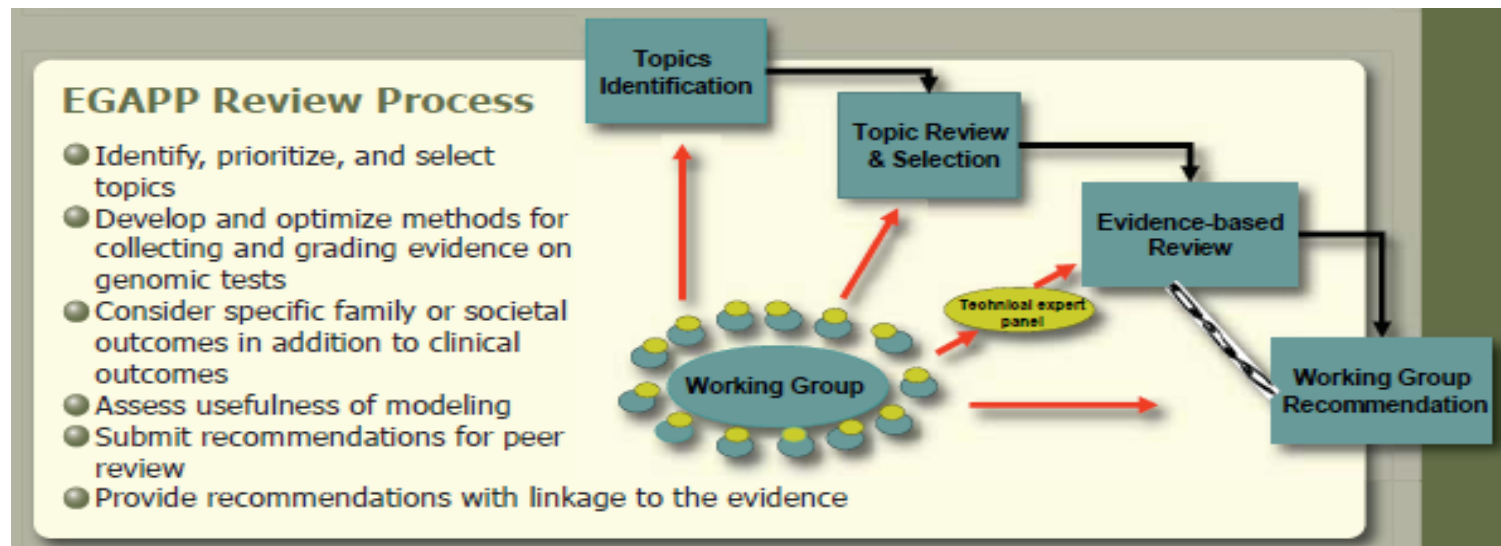 EGAPP Review Process
Identify, prioritize, and select
topics
Develop and optimize methods for
collecting and grading evidence on
genomic tests
Consider specific family or societal
outcomes in addition to clinical
outcomes
Assess usefulness of modeling
Submit recommendations for peer
review
Provide recommendations with linkage to the evidence
Topics
Identification
Topic Review
& Selection
Evidence-based
Review
Technical expert
panel
Working Group
Working Group
Recommendation